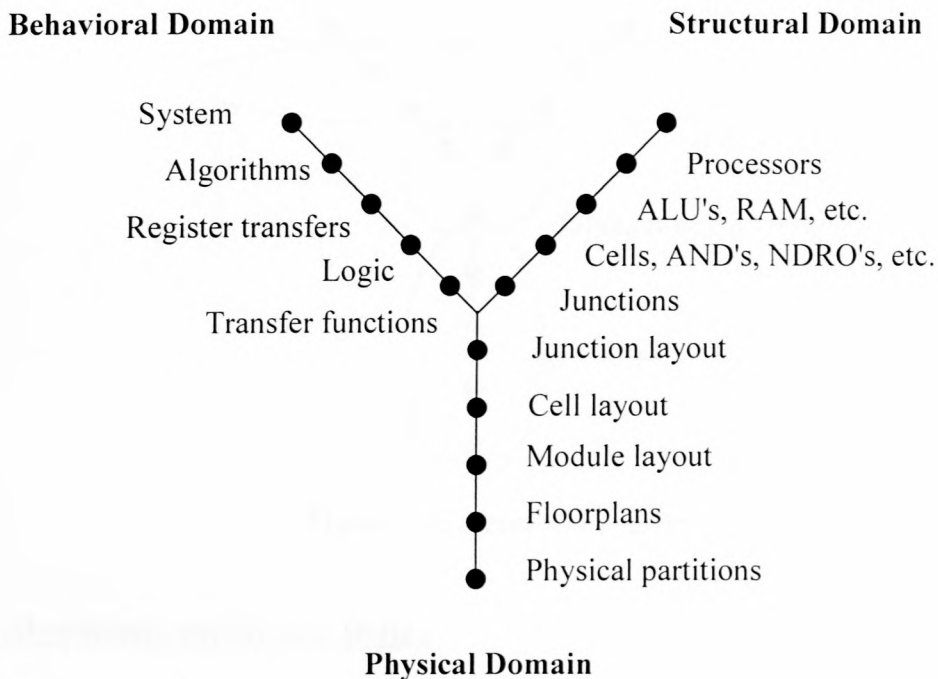 Behavioral Domain
Structural Domain
System
Algorithms
Register transfers
Logic
Transfer functions
Processors
ALU's, RAM, etc.
Cells, AND's, NDRO's, etc.
Junctions
Junction layout
Cell layout
Module layout
Floorplans
Physical partitions
Physical Domain